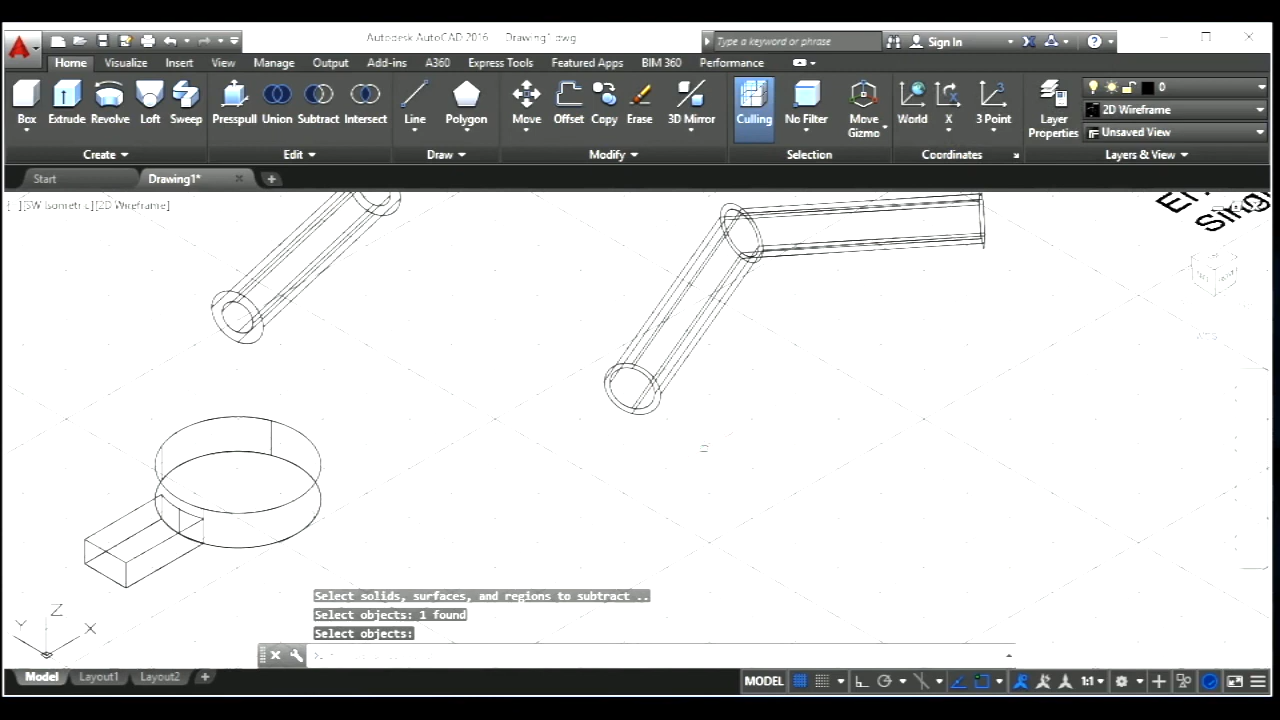 Autodesk AutoCAD 2016 Drawing1.dwg
Type a keyword or phrase
Sign In
Home Visualize Insert View Manage Output Add-ins A360 Express Tools Featured Apps BIM 360 Performance
Box Extrude Revolve Loft Sweep Presspull Union Subtract Intersect Line Polygon Move Offset Copy Erase 3D Mirror Culling No Filter Move Gizmo World X 3 Point Layer Properties
0
2D Wireframe
Unsaved View
Create Edit Draw Modify Selection Coordinates Layers & View
Start Drawing1*
[-][SW Isometric][2D Wireframe]
Select solids, surfaces, and regions to subtract ..
Select objects: 1 found
Select objects:
Z
Y X
Model Layout1 Layout2 +
MODEL 1:1